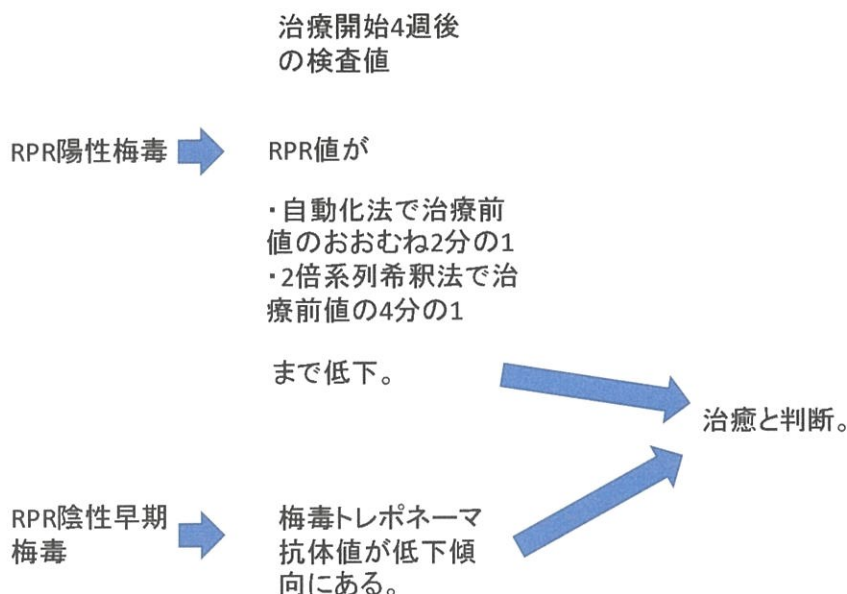 治療開始4週後
の検査値
RPR陽性梅毒
RPR値が
・自動化法で治療前
値のおおむね2分の1
・2倍系列希釈法で治
療前値の4分の1
まで低下。
治癒と判断。
RPR陰性早期
梅毒
梅毒トレポネーマ
抗体値が低下傾
向にある。